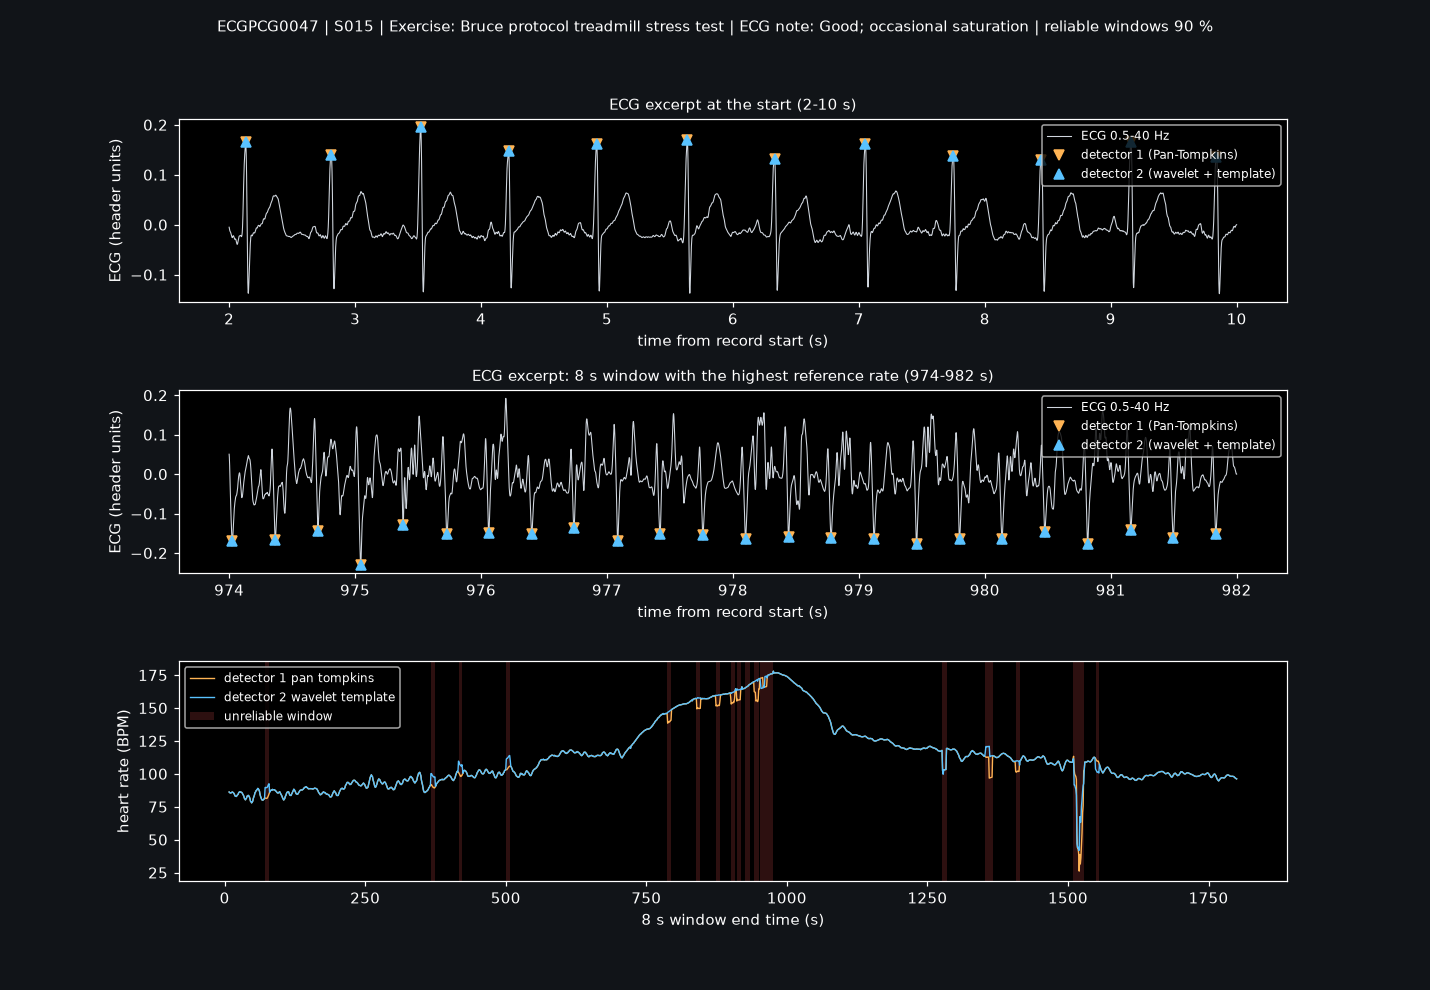 ECGPCG0047 | S015 | Exercise: Bruce protocol treadmill stress test | ECG note: Good; occasional saturation | reliable windows 90 %
ECG excerpt at the start (2-10 s)
ECG (header units)
0.2
0.1
0.0
−0.1
ECG 0.5-40 Hz
detector 1 (Pan-Tompkins)
detector 2 (wavelet + template)
2 3 4 5 6 7 8 9 10
time from record start (s)
ECG excerpt: 8 s window with the highest reference rate (974-982 s)
ECG (header units)
0.2
0.1
0.0
−0.1
−0.2
ECG 0.5-40 Hz
detector 1 (Pan-Tompkins)
detector 2 (wavelet + template)
974 975 976 977 978 979 980 981 982
time from record start (s)
heart rate (BPM)
175
150
125
100
75
50
25
detector 1 pan tompkins
detector 2 wavelet template
unreliable window
0 250 500 750 1000 1250 1500 1750
8 s window end time (s)